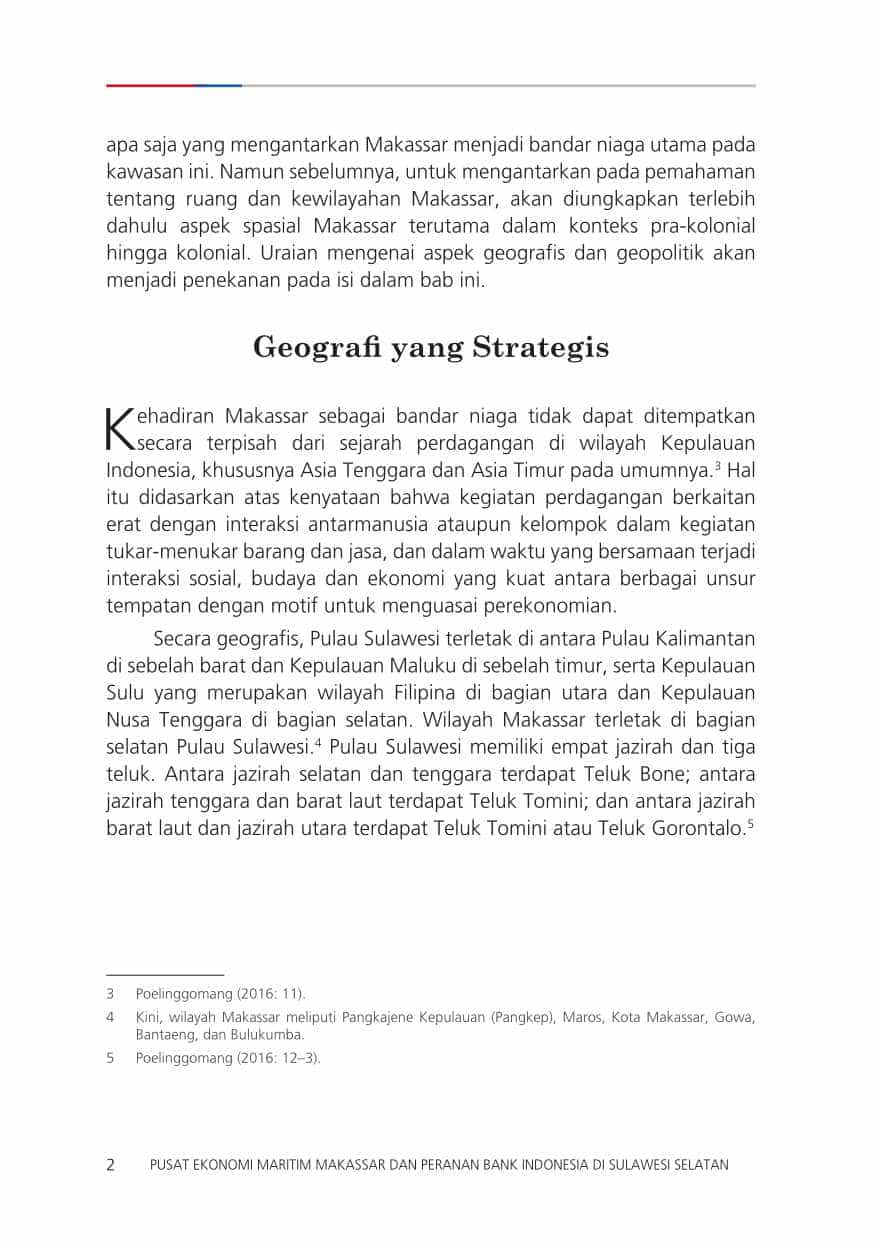 apa saja yang mengantarkan Makassar menjadi bandar niaga utama pada
kawasan ini. Namun sebelumnya, untuk mengantarkan pada pemahaman
tentang ruang dan kewilayahan Makassar, akan diungkapkan terlebih
dahulu aspek spasial Makassar terutama dalam konteks pra-kolonial
hingga kolonial. Uraian mengenai aspek geografis dan geopolitik akan
menjadi penekanan pada isi dalam bab ini.
Geografi yang Strategis
Kehadiran Makassar sebagai bandar niaga tidak dapat ditempatkan
secara terpisah dari sejarah perdagangan di wilayah Kepulauan
Indonesia, khususnya Asia Tenggara dan Asia Timur pada umumnya.³ Hal
itu didasarkan atas kenyataan bahwa kegiatan perdagangan berkaitan
erat dengan interaksi antarmanusia ataupun kelompok dalam kegiatan
tukar-menukar barang dan jasa, dan dalam waktu yang bersamaan terjadi
interaksi sosial, budaya dan ekonomi yang kuat antara berbagai unsur
tempatan dengan motif untuk menguasai perekonomian.
Secara geografis, Pulau Sulawesi terletak di antara Pulau Kalimantan
di sebelah barat dan Kepulauan Maluku di sebelah timur, serta Kepulauan
Sulu yang merupakan wilayah Filipina di bagian utara dan Kepulauan
Nusa Tenggara di bagian selatan. Wilayah Makassar terletak di bagian
selatan Pulau Sulawesi.⁴ Pulau Sulawesi memiliki empat jazirah dan tiga
teluk. Antara jazirah selatan dan tenggara terdapat Teluk Bone; antara
jazirah tenggara dan barat laut terdapat Teluk Tomini; dan antara jazirah
barat laut dan jazirah utara terdapat Teluk Tomini atau Teluk Gorontalo.⁵
3 Poelinggomang (2016: 11).
4 Kini, wilayah Makassar meliputi Pangkajene Kepulauan (Pangkep), Maros, Kota Makassar, Gowa,
Bantaeng, dan Bulukumba.
5 Poelinggomang (2016: 12–3).
2 PUSAT EKONOMI MARITIM MAKASSAR DAN PERANAN BANK INDONESIA DI SULAWESI SELATAN